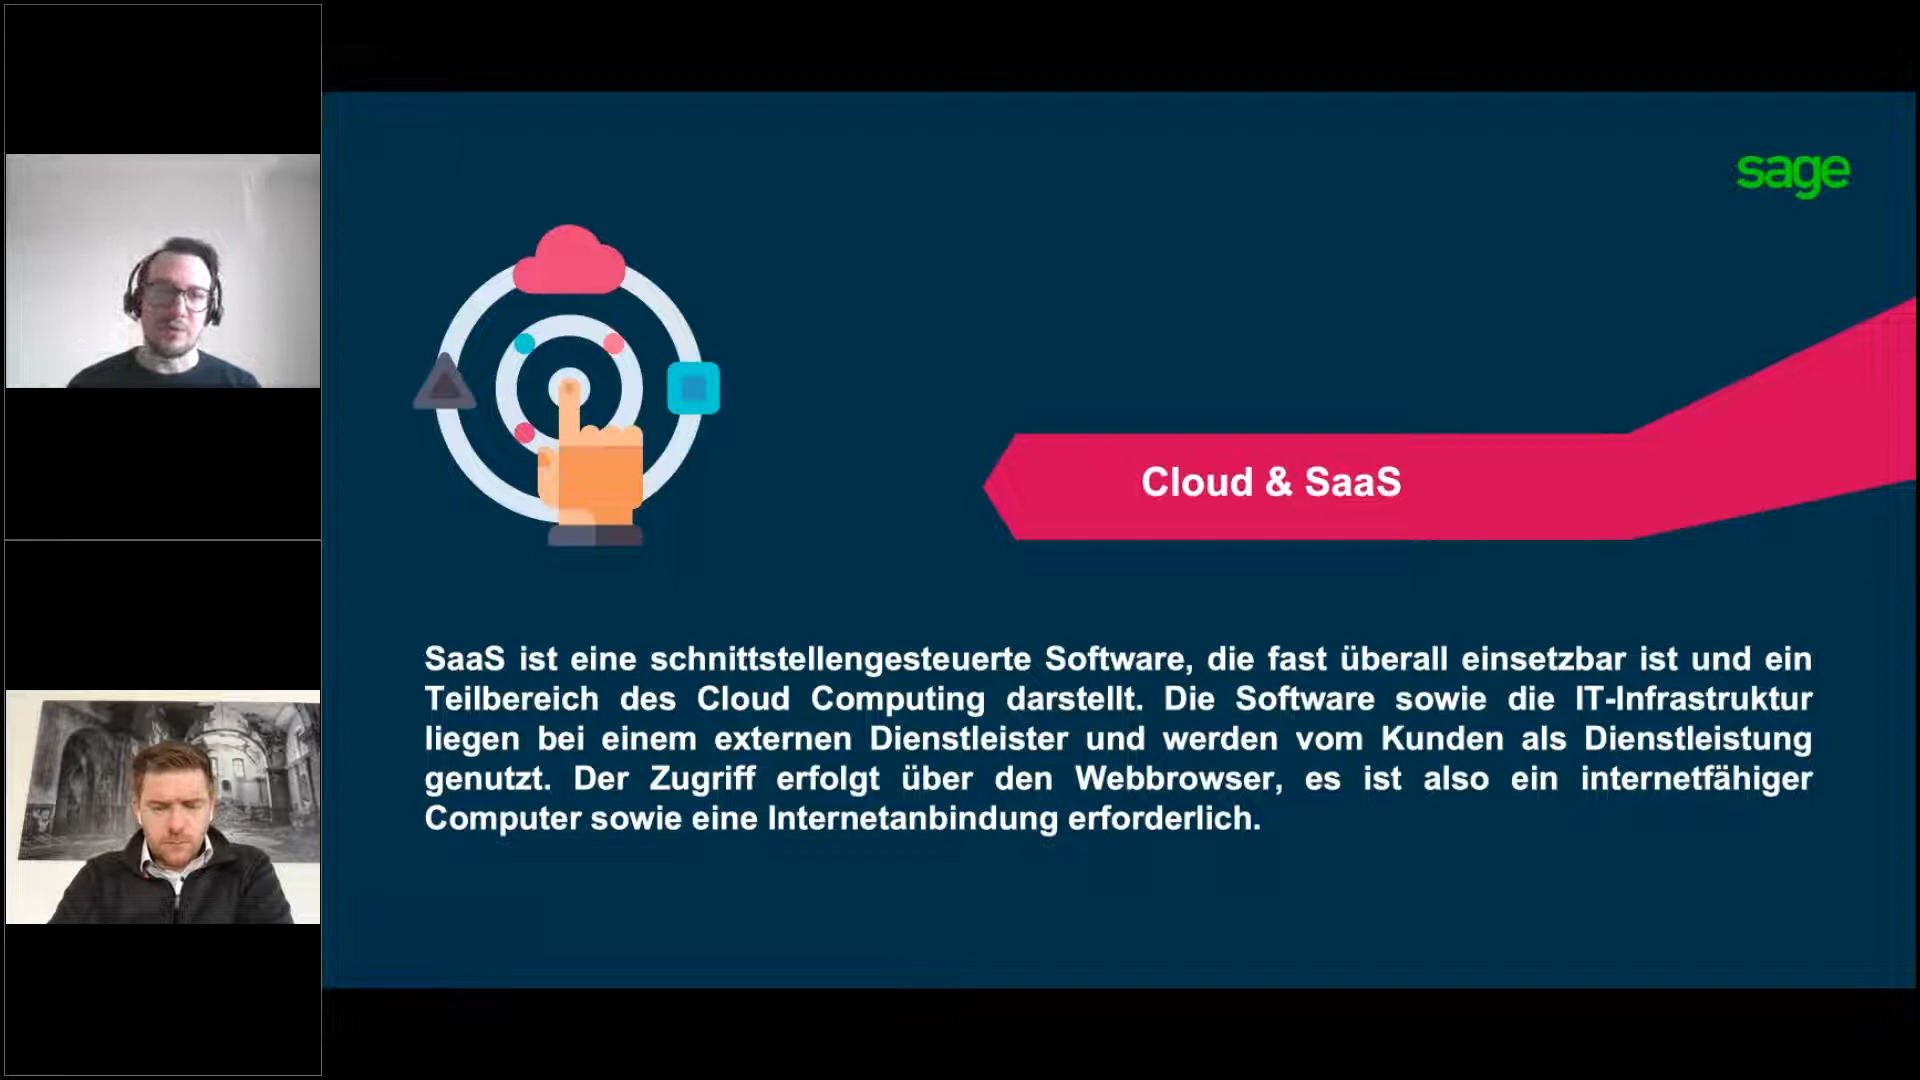 sage
Cloud & SaaS
SaaS ist eine schnittstellengesteuerte Software, die fast überall einsetzbar ist und ein
Teilbereich des Cloud Computing darstellt. Die Software sowie die IT-Infrastruktur
liegen bei einem externen Dienstleister und werden vom Kunden als Dienstleistung
genutzt. Der Zugriff erfolgt über den Webbrowser, es ist also ein internetfähiger
Computer sowie eine Internetanbindung erforderlich.